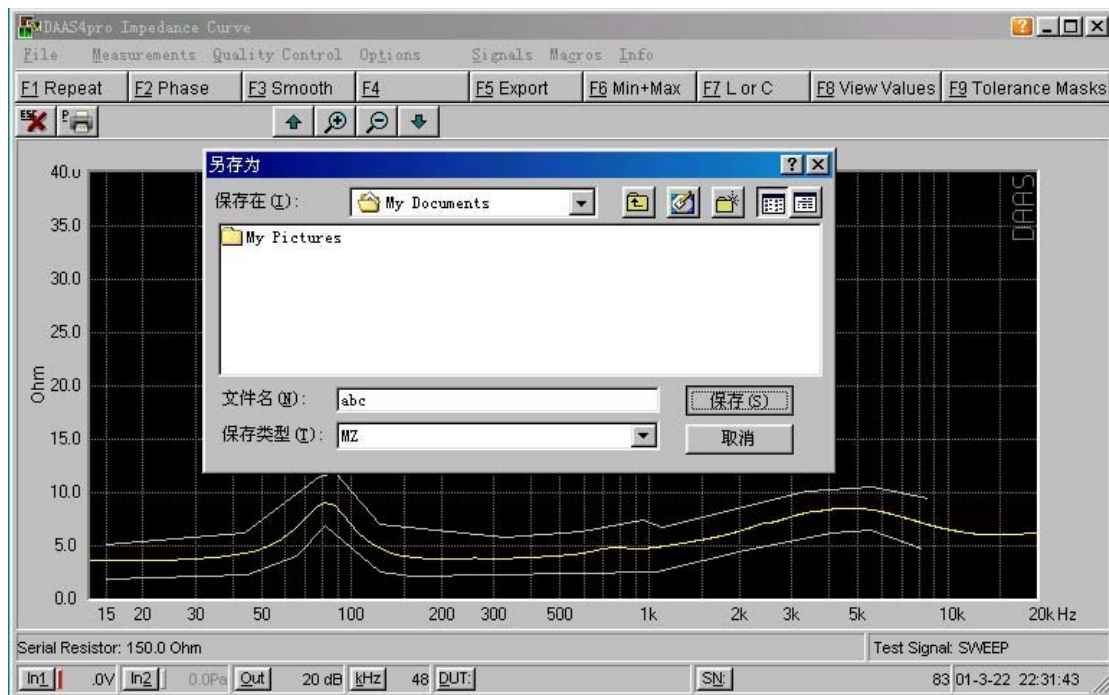 DAAS4pro Impedance Curve
File Measurements Quality Control Options Signals Macros Info
F1 Repeat F2 Phase F3 Smooth F4 F5 Export F6 Min+Max F7 L or C F8 View Values F9 Tolerance Masks
ESC P
另存为
保存在(I): My Documents
My Pictures
文件名(N): abc 保存(S)
保存类型(T): MZ 取消
DAAS
40.0
35.0
30.0
25.0
20.0
15.0
10.0
5.0
0.0
Ohm
15 20 30 50 100 200 300 500 1k 2k 3k 5k 10k 20k Hz
Serial Resistor: 150.0 Ohm Test Signal: SWEEP
In1 .0V In2 0.0Pa Out 20 dB kHz 48 DUT: SN: 83 01-3-22 22:31:43